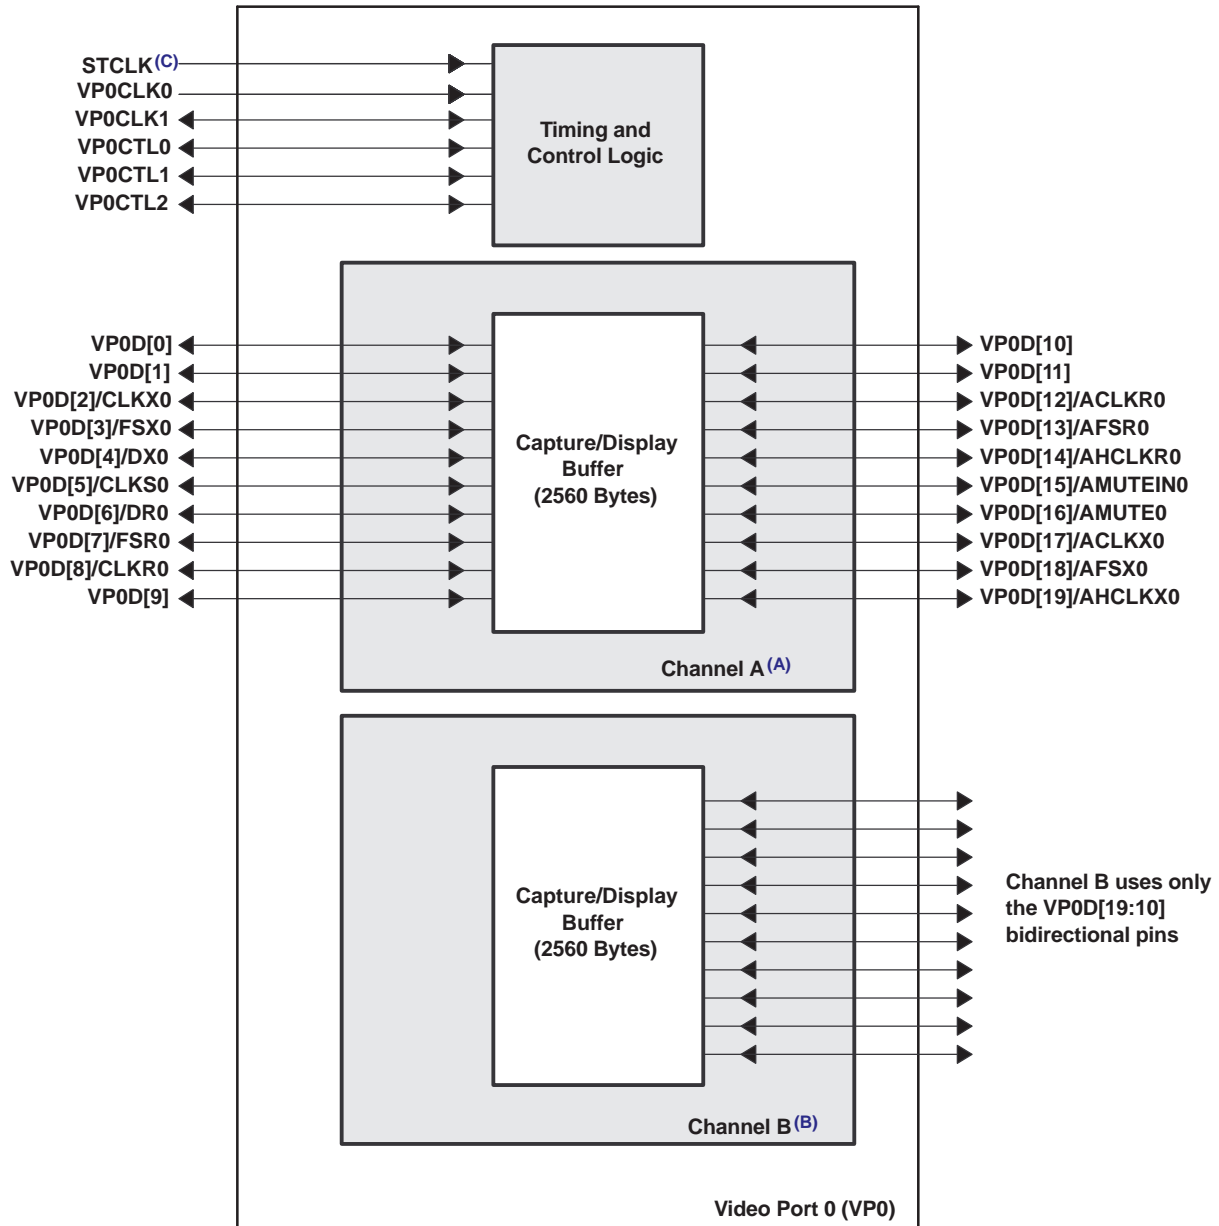 STCLK(C)
VP0CLK0
VP0CLK1
VP0CTL0
VP0CTL1
VP0CTL2
Timing and
Control Logic
VP0D[0]
VP0D[1]
VP0D[2]/CLKX0
VP0D[3]/FSX0
VP0D[4]/DX0
VP0D[5]/CLKS0
VP0D[6]/DR0
VP0D[7]/FSR0
VP0D[8]/CLKR0
VP0D[9]
Capture/Display
Buffer
(2560 Bytes)
VP0D[10]
VP0D[11]
VP0D[12]/ACLKR0
VP0D[13]/AFSR0
VP0D[14]/AHCLKR0
VP0D[15]/AMUTEIN0
VP0D[16]/AMUTE0
VP0D[17]/ACLKX0
VP0D[18]/AFSX0
VP0D[19]/AHCLKX0
Channel A(A)
Capture/Display
Buffer
(2560 Bytes)
Channel B uses only
the VP0D[19:10]
bidirectional pins
Channel B(B)
Video Port 0 (VP0)